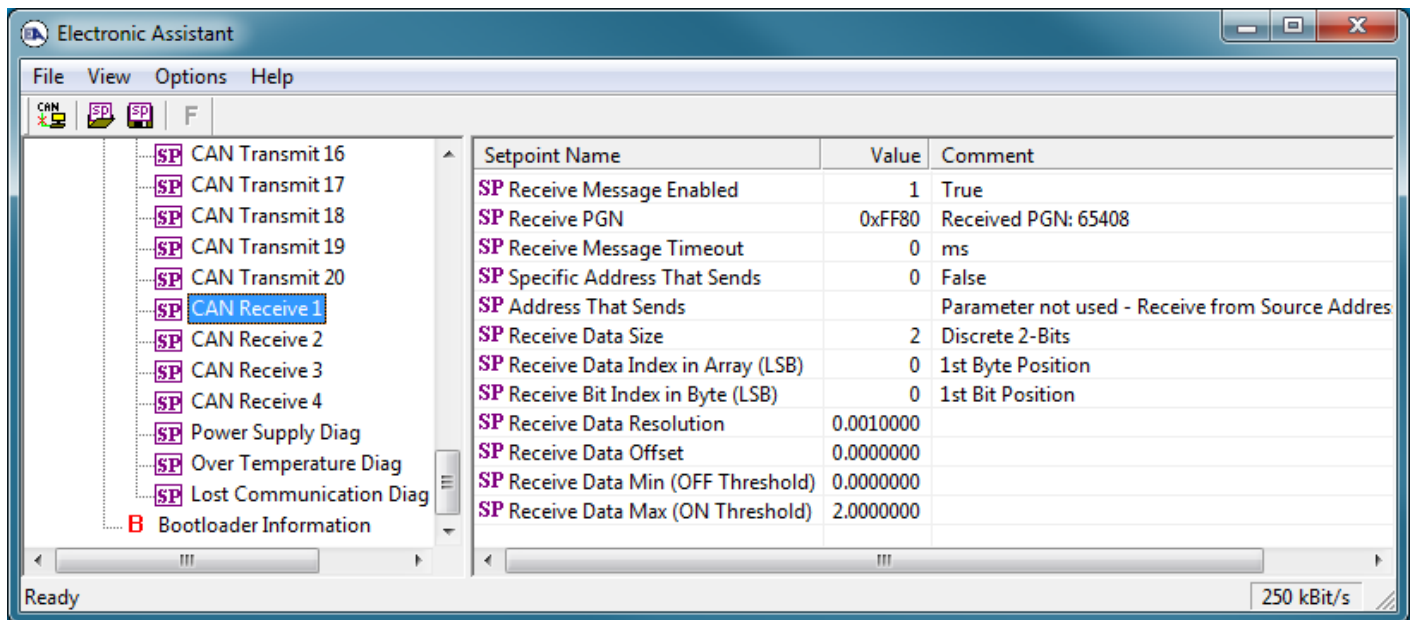 Electronic Assistant
File View Options Help
CAN SP SP F
SP CAN Transmit 16
SP CAN Transmit 17
SP CAN Transmit 18
SP CAN Transmit 19
SP CAN Transmit 20
SP CAN Receive 1
SP CAN Receive 2
SP CAN Receive 3
SP CAN Receive 4
SP Power Supply Diag
SP Over Temperature Diag
SP Lost Communication Diag
B Bootloader Information
Setpoint Name Value Comment
SP Receive Message Enabled 1 True
SP Receive PGN 0xFF80 Received PGN: 65408
SP Receive Message Timeout 0 ms
SP Specific Address That Sends 0 False
SP Address That Sends Parameter not used - Receive from Source Addres
SP Receive Data Size 2 Discrete 2-Bits
SP Receive Data Index in Array (LSB) 0 1st Byte Position
SP Receive Bit Index in Byte (LSB) 0 1st Bit Position
SP Receive Data Resolution 0.0010000
SP Receive Data Offset 0.0000000
SP Receive Data Min (OFF Threshold) 0.0000000
SP Receive Data Max (ON Threshold) 2.0000000
Ready 250 kBit/s